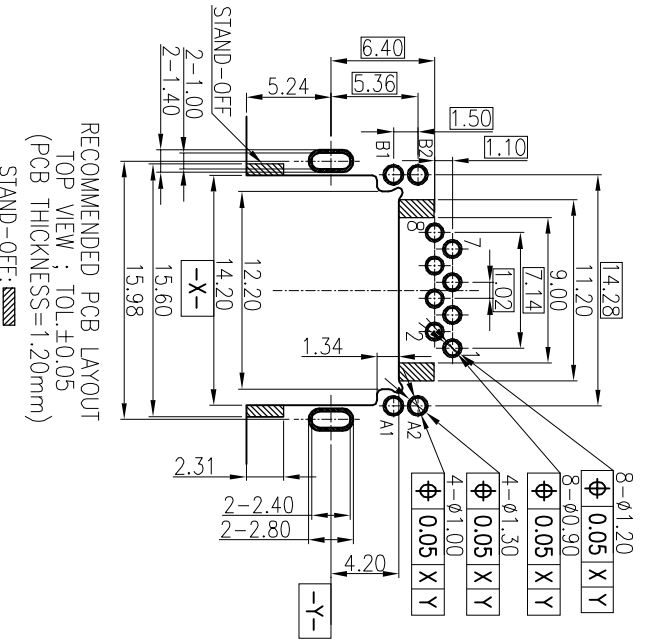 6.40
5.36
5.24
STAND-OFF
2-1.00
2-1.40
1.50
1.10
B1
B2
8
7
2
1
A1
A2
14.28
11.20
9.00
7.14
1.02
1.34
12.20
14.20
-X-
15.60
15.98
2.31
2-2.40
2-2.80
4.20
-Y-
8-ø1.20
⌖ 0.05 X Y
8-ø0.90
⌖ 0.05 X Y
4-ø1.30
⌖ 0.05 X Y
4-ø1.00
⌖ 0.05 X Y
RECOMMENDED PCB LAYOUT
TOP VIEW ; TOL.±0.05
(PCB THICKNESS=1.20mm)
STAND-OFF: